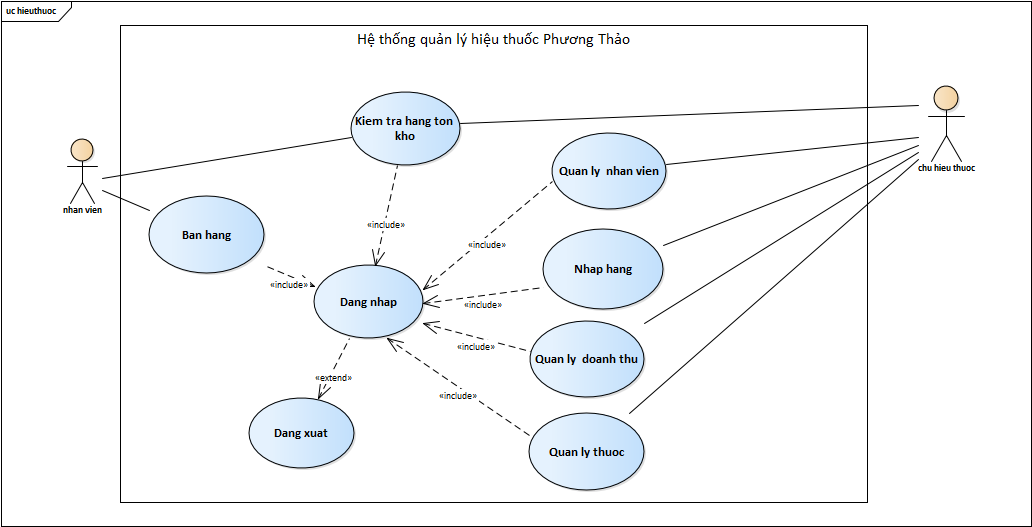 uc hieuthuoc
Hệ thống quản lý hiệu thuốc Phương Thảo
Kiem tra hang ton
kho
Quan ly nhan vien
chu hieu thuoc
nhan vien
Ban hang
«include»
«include»
Nhap hang
«include»
Dang nhap
«include»
«include»
Quan ly doanh thu
«extend»
«include»
Dang xuat
Quan ly thuoc